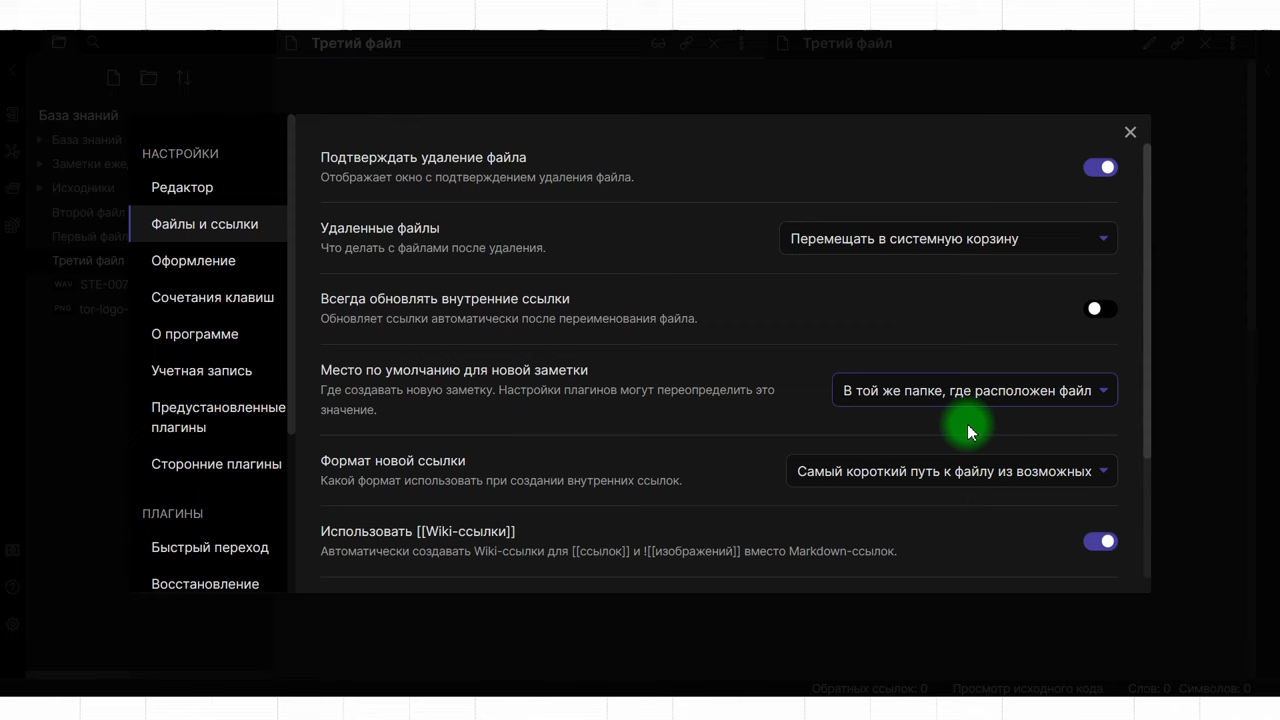 Третий файл
Третий файл
База знаний
База знаний
Заметки еже
Исходники
Второй файл
Первый файл
Третий файл
WAV STE-007
PNG tor-logo-
НАСТРОЙКИ
Редактор
Файлы и ссылки
Оформление
Сочетания клавиш
О программе
Учетная запись
Предустановленные
плагины
Сторонние плагины
ПЛАГИНЫ
Быстрый переход
Восстановление
Подтверждать удаление файла
Отображает окно с подтверждением удаления файла.
Удаленные файлы
Что делать с файлами после удаления.
Перемещать в системную корзину
Всегда обновлять внутренние ссылки
Обновляет ссылки автоматически после переименования файла.
Место по умолчанию для новой заметки
Где создавать новую заметку. Настройки плагинов могут переопределить это
значение.
В той же папке, где расположен файл
Формат новой ссылки
Какой формат использовать при создании внутренних ссылок.
Самый короткий путь к файлу из возможных
Использовать [[Wiki-ссылки]]
Автоматически создавать Wiki-ссылки для [[ссылок]] и ![[изображений]] вместо Markdown-ссылок.
Обратных ссылок: 0 Просмотр исходного кода Слов: 0 Символов: 0